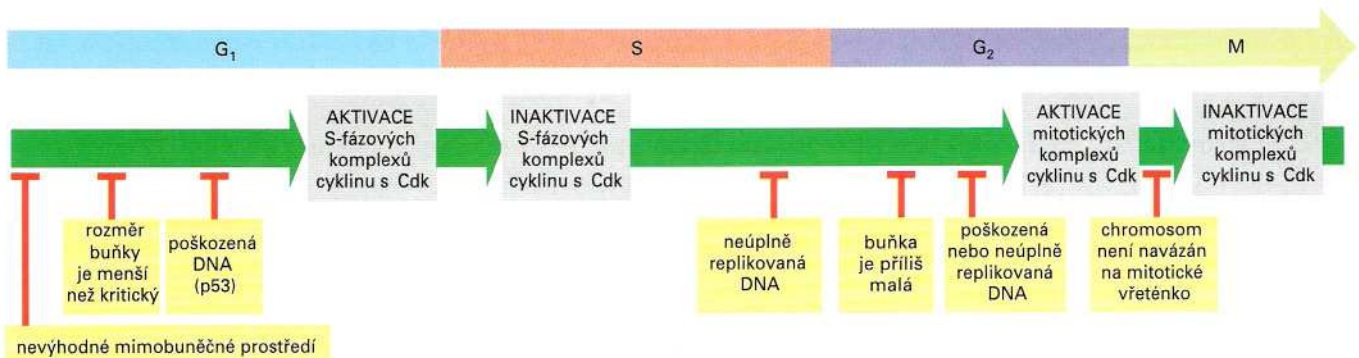 G₁ S G₂ M
AKTIVACE
S-fázových
komplexů
cyklinu s Cdk
INAKTIVACE
S-fázových
komplexů
cyklinu s Cdk
AKTIVACE
mitotických
komplexů
cyklinu s Cdk
INAKTIVACE
mitotických
komplexů
cyklinu s Cdk
rozměr
buňky
je menší
než kritický
poškozená
DNA
(p53)
neúplně
replikovaná
DNA
buňka
je příliš
malá
poškozená
nebo neúplně
replikovaná
DNA
chromosom
není navázán
na mitotické
vřeténko
nevýhodné mimobuněčné prostředí